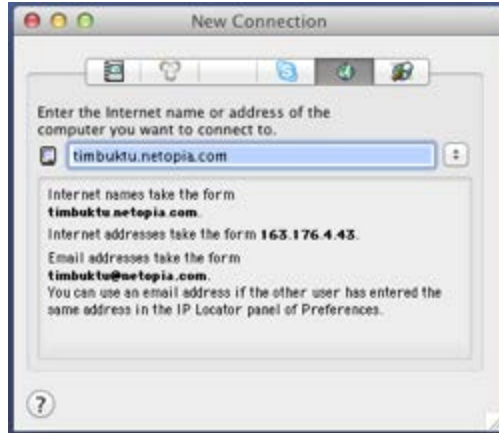 New Connection
Enter the Internet name or address of the
computer you want to connect to.
timbuktu.netopia.com
Internet names take the form
timbuktu.netopia.com.
Internet addresses take the form 163.176.4.43.
Email addresses take the form
timbuktu@netopia.com.
You can use an email address if the other user has entered the
same address in the IP Locator panel of Preferences.
?